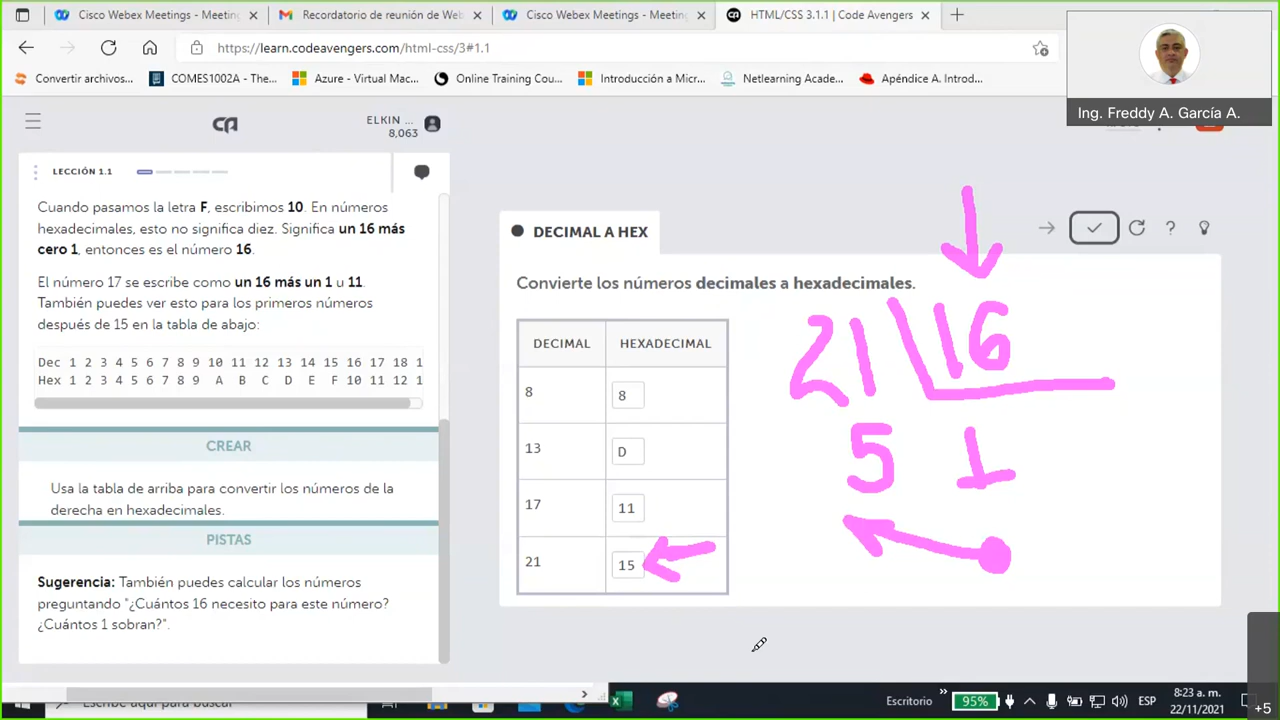 Cisco Webex Meetings - Meeting
Recordatorio de reunión de Web
Cisco Webex Meetings - Meeting
HTML/CSS 3.1.1 | Code Avengers
https://learn.codeavengers.com/html-css/3#1.1
Convertir archivos...
COMES1002A - The...
Azure - Virtual Mac...
Online Training Cou...
Introducción a Micr...
Netlearning Acade...
Apéndice A. Introd...
Ing. Freddy A. García A.
CA
ELKIN ...
8,063
LECCIÓN 1.1
Cuando pasamos la letra F, escribimos 10. En números
hexadecimales, esto no significa diez. Significa un 16 más
cero 1, entonces es el número 16.
El número 17 se escribe como un 16 más un 1 u 11.
También puedes ver esto para los primeros números
después de 15 en la tabla de abajo:
Dec 1 2 3 4 5 6 7 8 9 10 11 12 13 14 15 16 17 18 1
Hex 1 2 3 4 5 6 7 8 9 A B C D E F 10 11 12 1
CREAR
Usa la tabla de arriba para convertir los números de la
derecha en hexadecimales.
PISTAS
Sugerencia: También puedes calcular los números
preguntando "¿Cuántos 16 necesito para este número?
¿Cuántos 1 sobran?".
DECIMAL A HEX
?
Convierte los números decimales a hexadecimales.
DECIMAL HEXADECIMAL
8 8
13 D
17 11
21 15
21 16
5 1
Escribe aquí para buscar
Escritorio
95%
ESP
8:23 a. m.
22/11/2021
+5